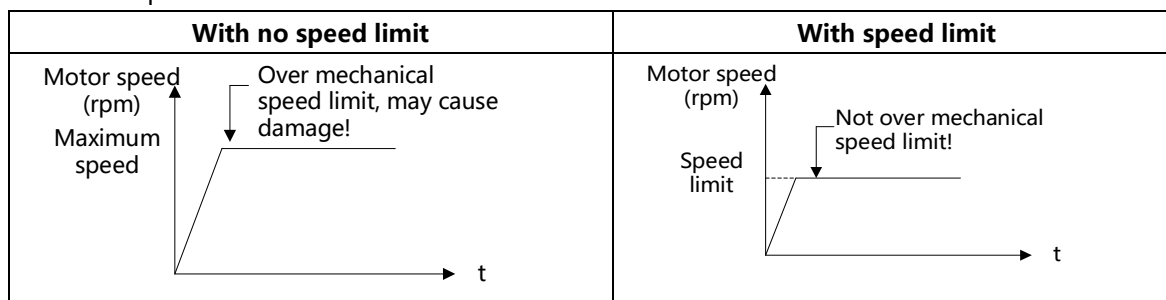 With no speed limit
With speed limit
Motor speed
(rpm)
Maximum
speed
Over mechanical
speed limit, may cause
damage!
t
Motor speed
(rpm)
Speed
limit
Not over mechanical
speed limit!
t